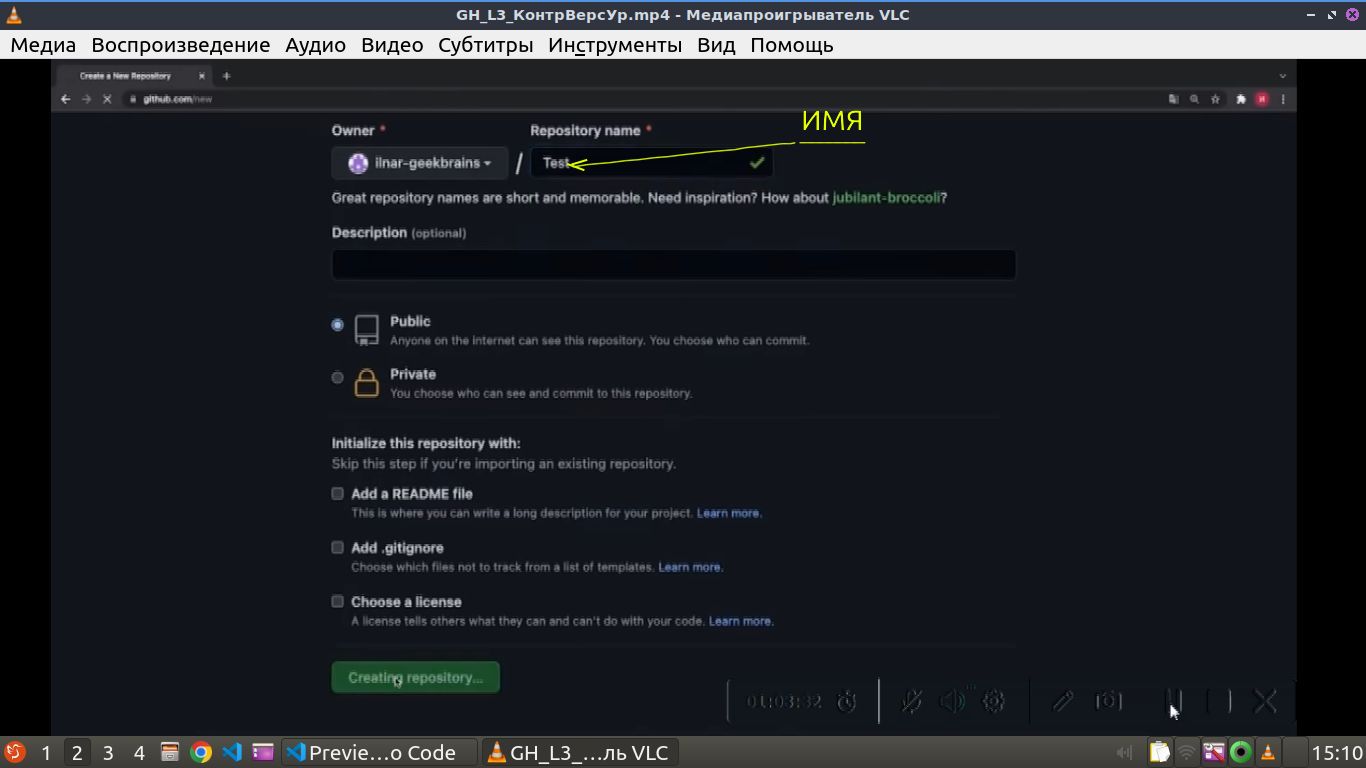 GH_L3_КонтрВерсУр.mp4 - Медиапроигрыватель VLC
Медиа Воспроизведение Аудио Видео Субтитры Инструменты Вид Помощь
Create a New Repository
github.com/new
ИМЯ
Owner * Repository name *
ilnar-geekbrains / Test
Great repository names are short and memorable. Need inspiration? How about jubilant-broccoli?
Description (optional)
Public
Anyone on the internet can see this repository. You choose who can commit.
Private
You choose who can see and commit to this repository.
Initialize this repository with:
Skip this step if you're importing an existing repository.
Add a README file
This is where you can write a long description for your project. Learn more.
Add .gitignore
Choose which files not to track from a list of templates. Learn more.
Choose a license
A license tells others what they can and can't do with your code. Learn more.
Creating repository...
01:03:32
1 2 3 4 Previe...o Code GH_L3_...ль VLC 15:10